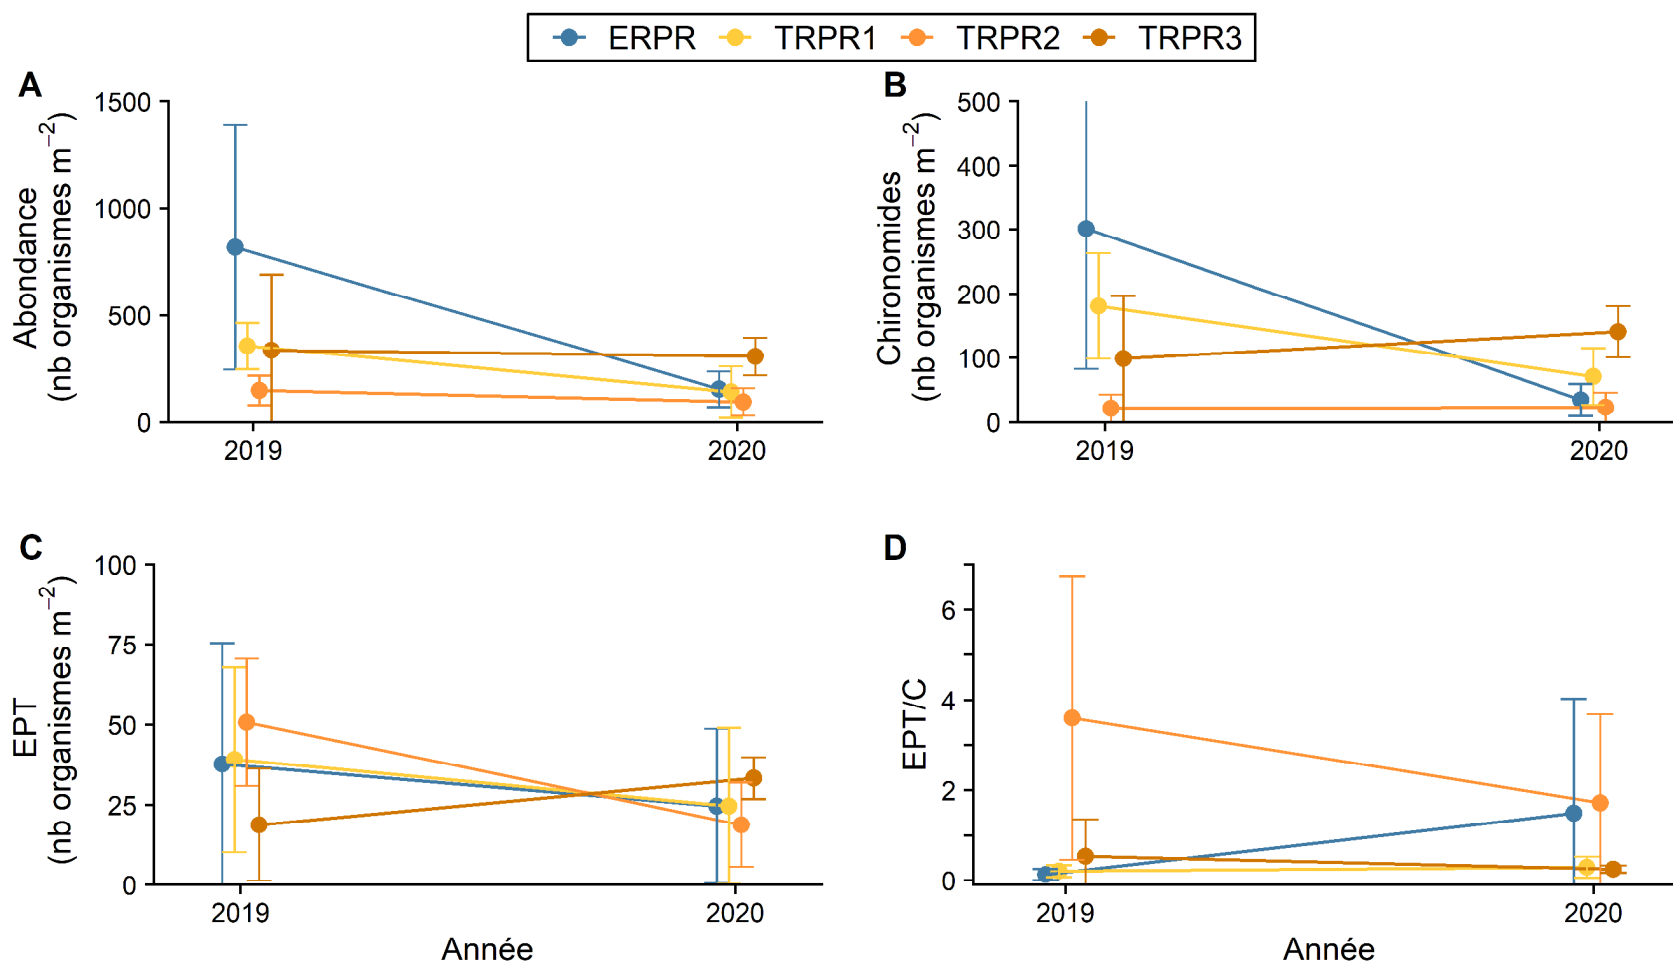 ERPR TRPR1 TRPR2 TRPR3
A
Abondance
(nb organismes m⁻²)
1500
1000
500
0
2019 2020
B
Chironomides
(nb organismes m⁻²)
500
400
300
200
100
0
2019 2020
C
EPT
(nb organismes m⁻²)
100
75
50
25
0
2019 2020
Année
D
EPT/C
6
4
2
0
2019 2020
Année